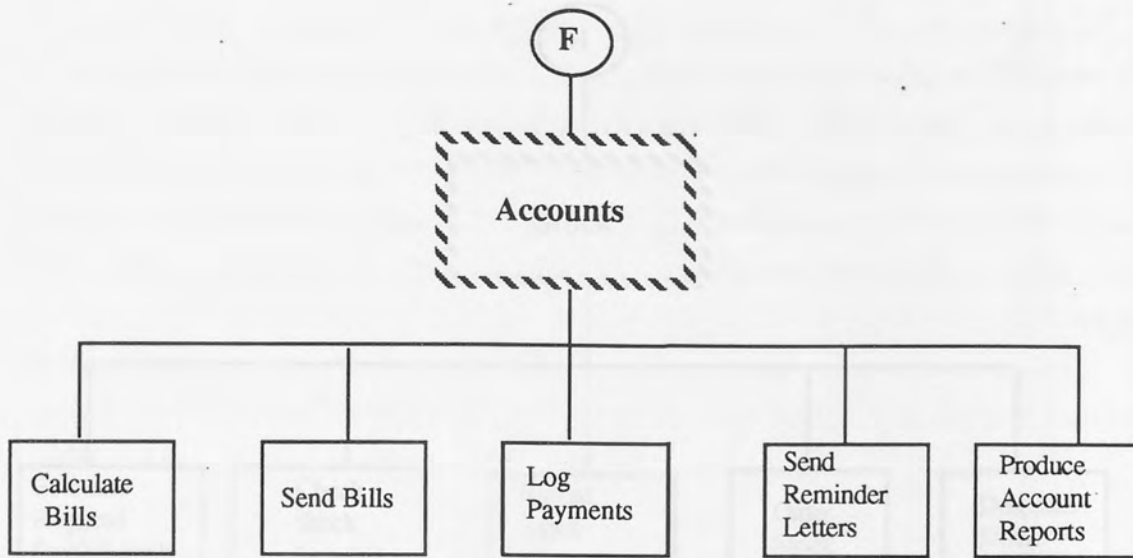 F
Accounts
Calculate
Bills
Send Bills
Log
Payments
Send
Reminder
Letters
Produce
Account
Reports